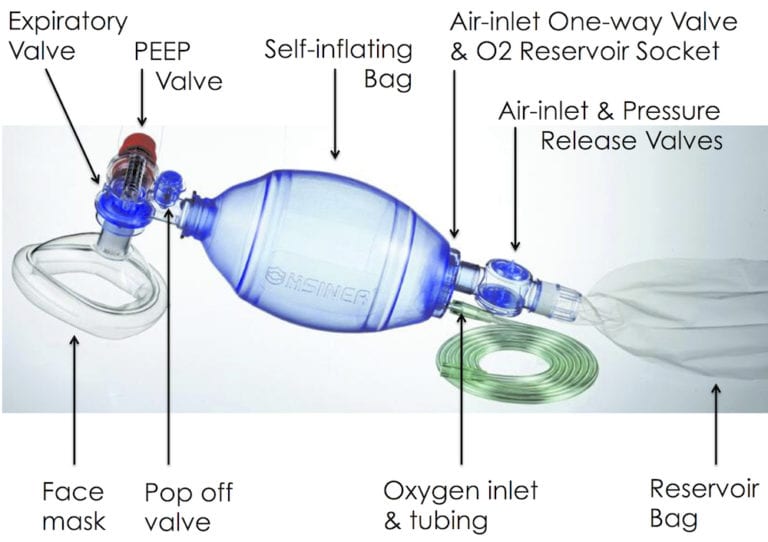 Expiratory
Valve
PEEP
Valve
Self-inflating
Bag
Air-inlet One-way Valve
& O2 Reservoir Socket
Air-inlet & Pressure
Release Valves
HSINER
Face
mask
Pop off
valve
Oxygen inlet
& tubing
Reservoir
Bag